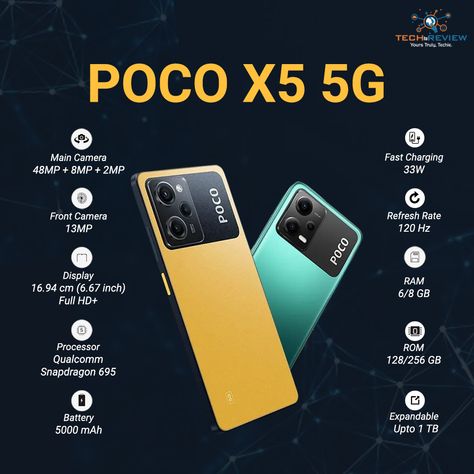 TECHnREVIEW
Yours Truly, Techie.
POCO X5 5G
Main Camera
48MP + 8MP + 2MP
Front Camera
13MP
Display
16.94 cm (6.67 inch)
Full HD+
Processor
Qualcomm
Snapdragon 695
Battery
5000 mAh
POCO
POCO
Fast Charging
33W
Refresh Rate
120 Hz
RAM
6/8 GB
ROM
128/256 GB
Expandable
Upto 1 TB